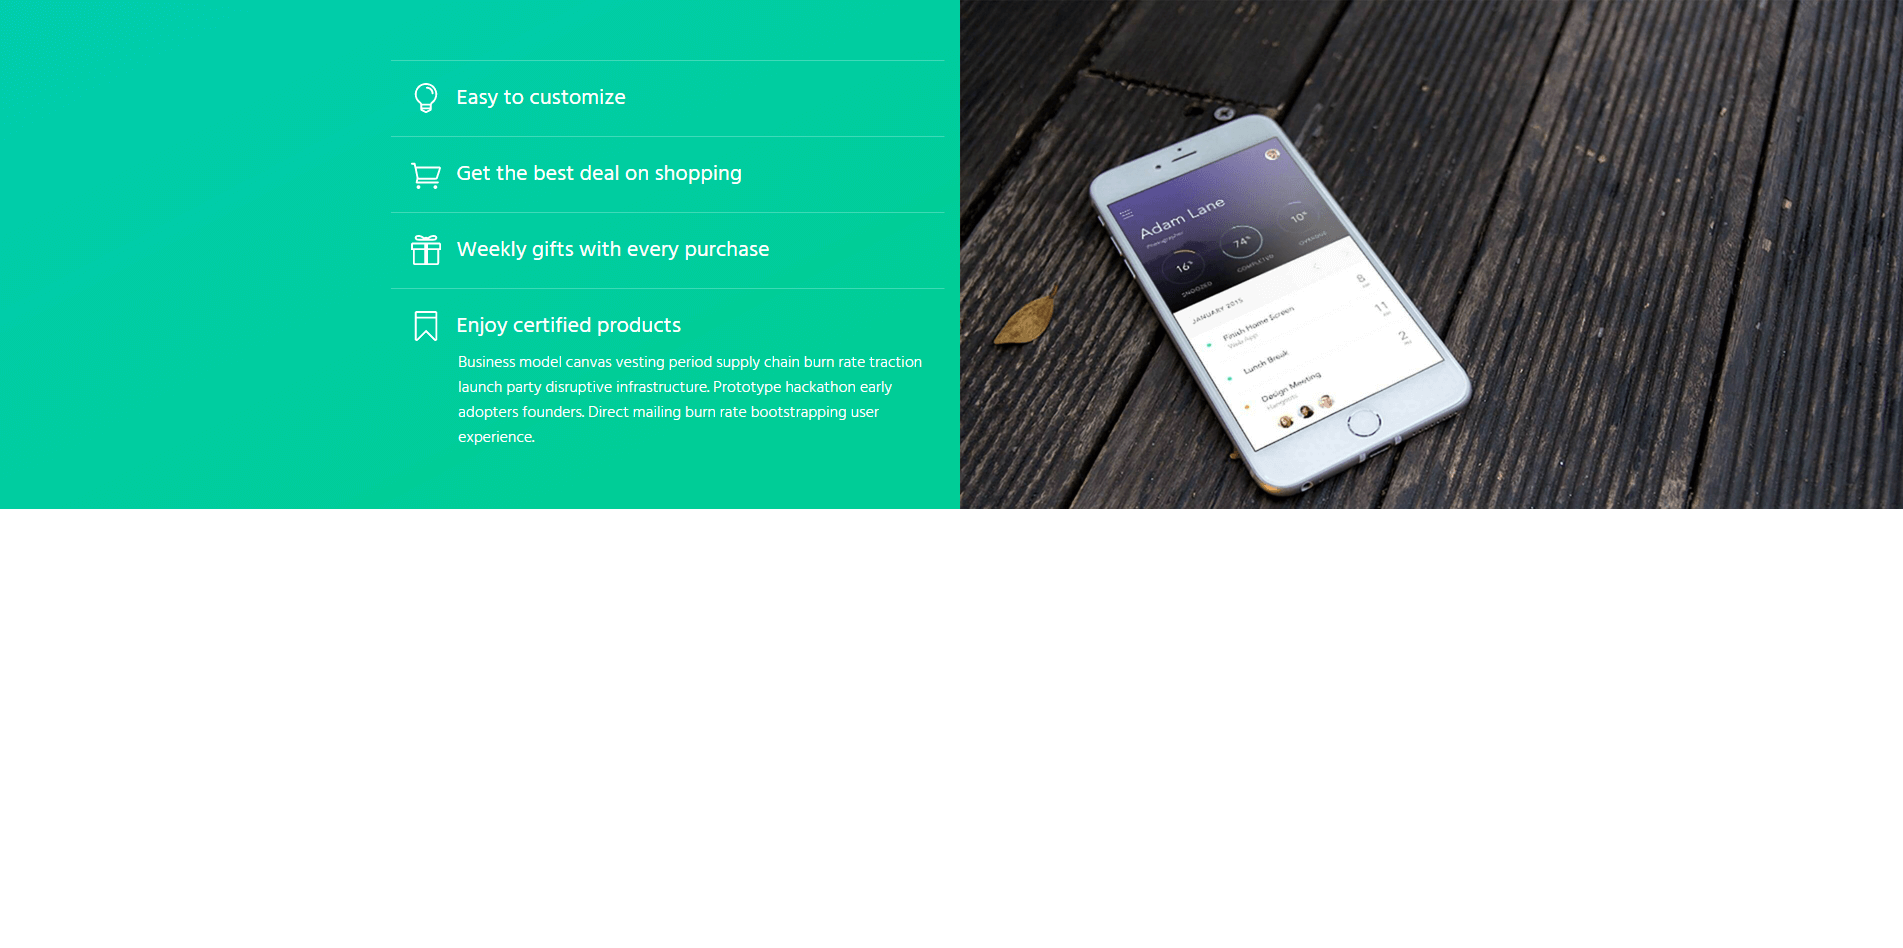 Easy to customize
Get the best deal on shopping
Weekly gifts with every purchase
Enjoy certified products
Business model canvas vesting period supply chain burn rate traction
launch party disruptive infrastructure. Prototype hackathon early
adopters founders. Direct mailing burn rate bootstrapping user
experience.
Adam Lane
Photographer
16%
74%
10%
SNOOZED
COMPLETED
OVERDUE
JANUARY 2015
Finish Home Screen
Web App
8
AM
Lunch Break
11
AM
Design Meeting
Hangouts
2
PM